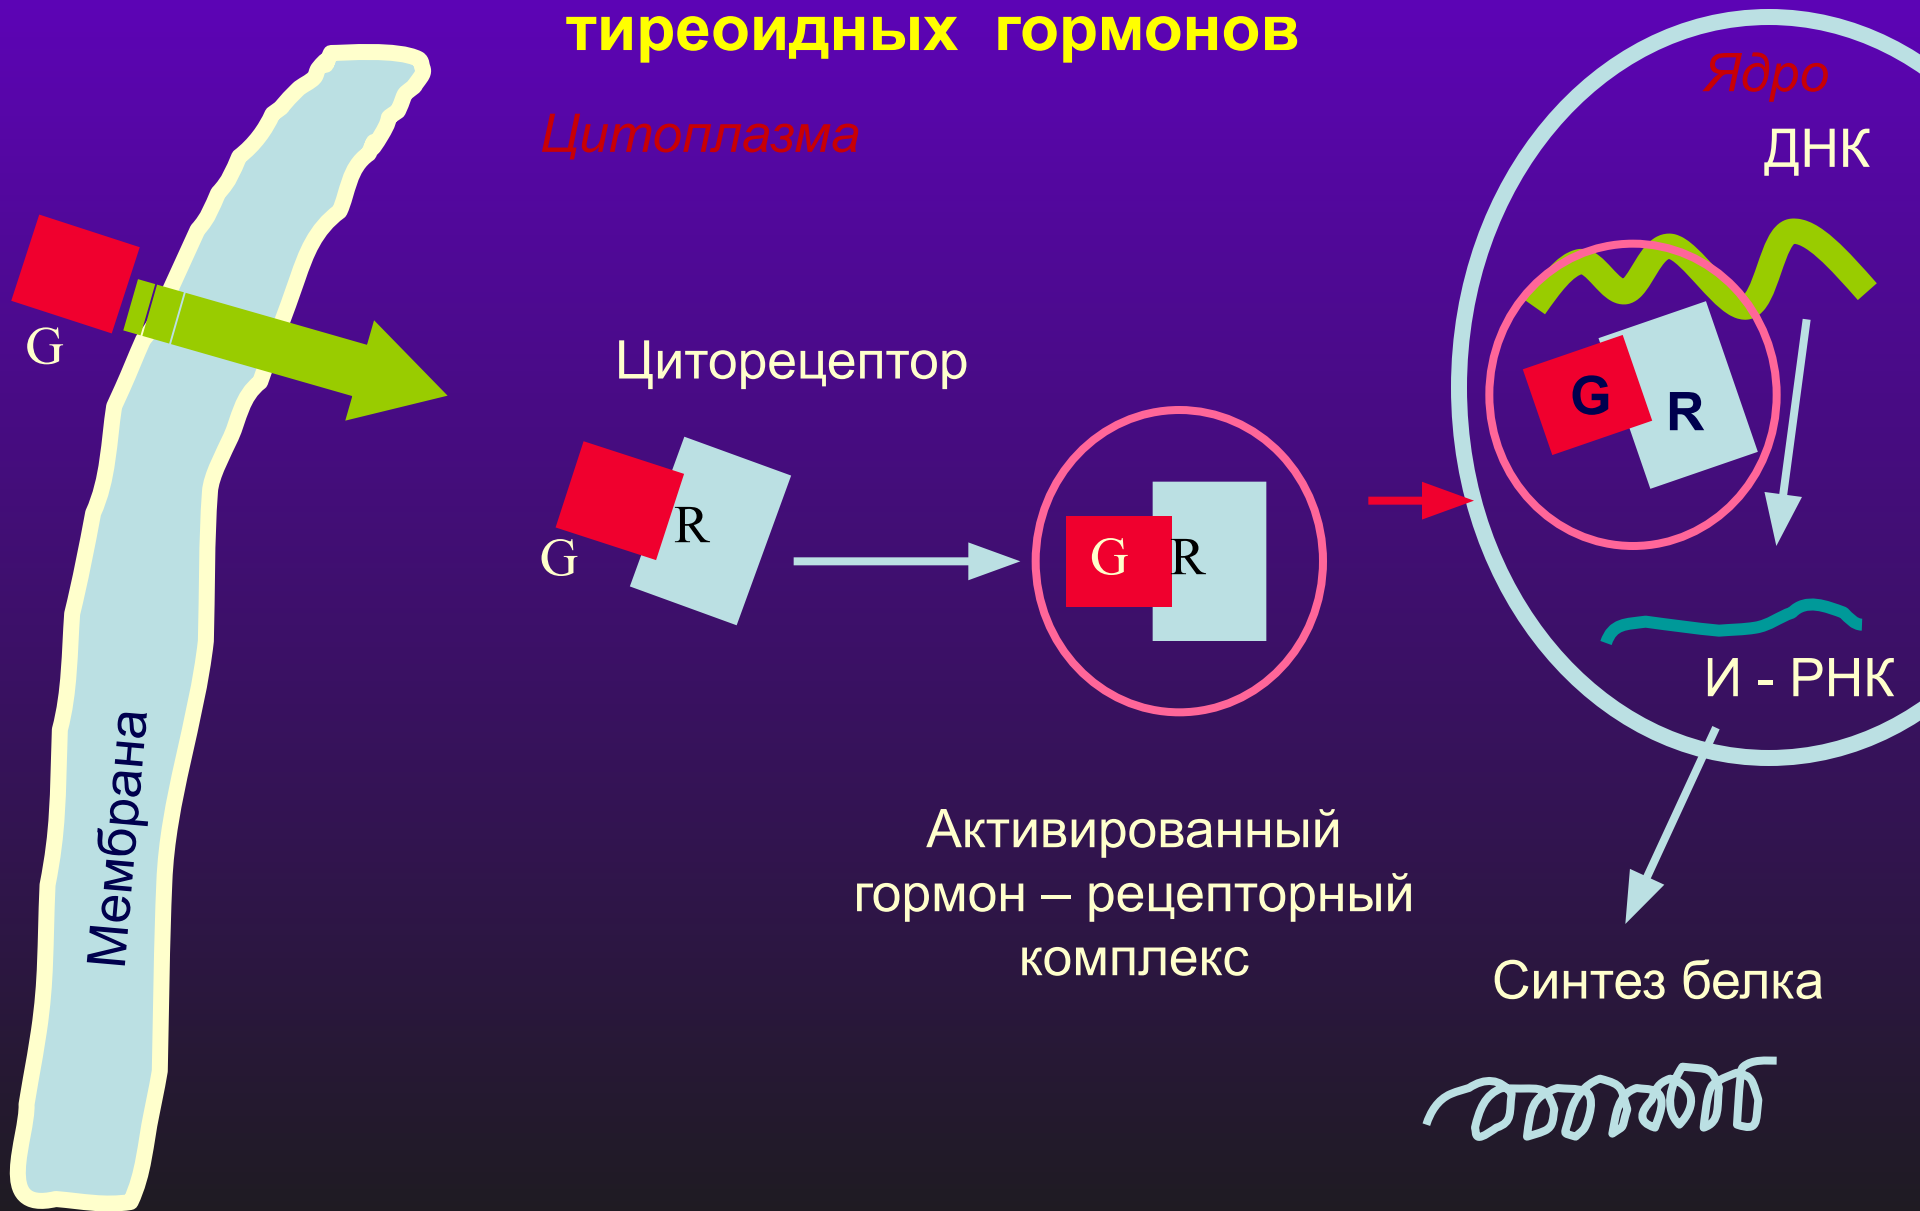 тиреоидных гормонов
Цитоплазма
Ядро
ДНК
G
Циторецептор
G
R
G
R
G
R
И - РНК
Мембрана
Активированный
гормон – рецепторный
комплекс
Синтез белка